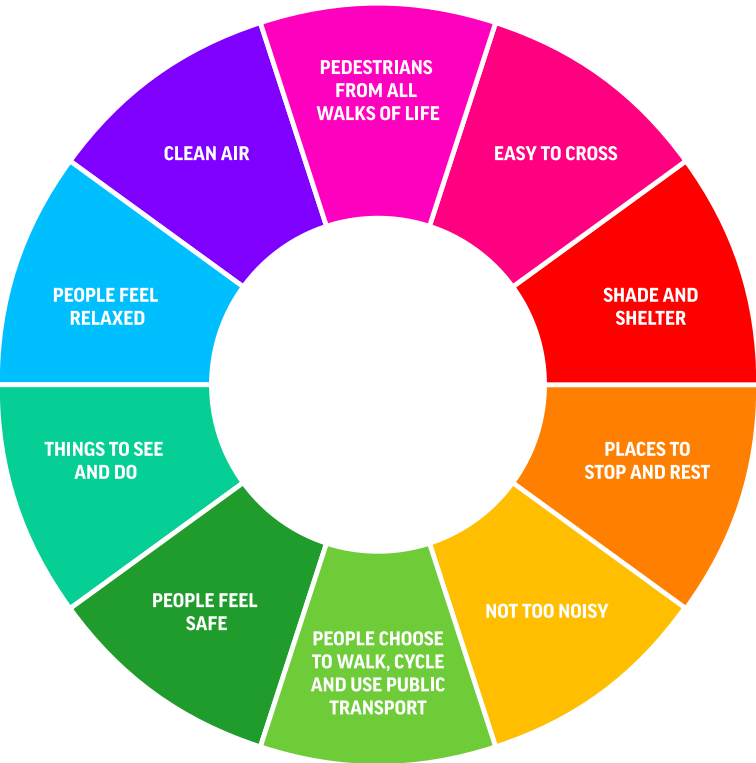 PEDESTRIANS
FROM ALL
WALKS OF LIFE
EASY TO CROSS
SHADE AND
SHELTER
PLACES TO
STOP AND REST
NOT TOO NOISY
PEOPLE CHOOSE
TO WALK, CYCLE
AND USE PUBLIC
TRANSPORT
PEOPLE FEEL
SAFE
THINGS TO SEE
AND DO
PEOPLE FEEL
RELAXED
CLEAN AIR